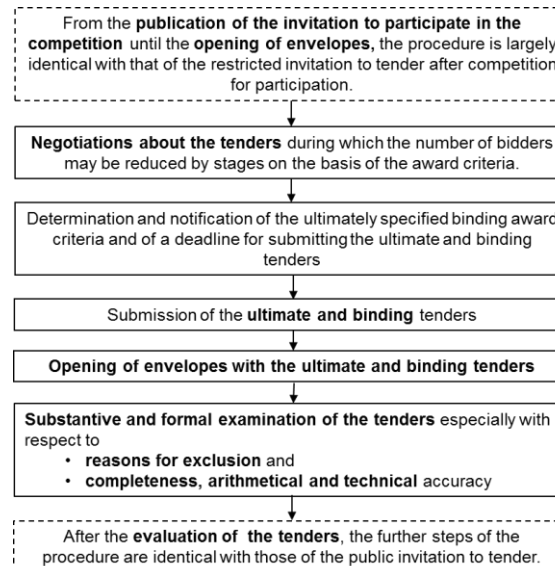 From the publication of the invitation to participate in the
competition until the opening of envelopes, the procedure is largely
identical with that of the restricted invitation to tender after competition
for participation.
Negotiations about the tenders during which the number of bidders
may be reduced by stages on the basis of the award criteria.
Determination and notification of the ultimately specified binding award
criteria and of a deadline for submitting the ultimate and binding
tenders
Submission of the ultimate and binding tenders
Opening of envelopes with the ultimate and binding tenders
Substantive and formal examination of the tenders especially with
respect to
• reasons for exclusion and
• completeness, arithmetical and technical accuracy
After the evaluation of the tenders, the further steps of the
procedure are identical with those of the public invitation to tender.